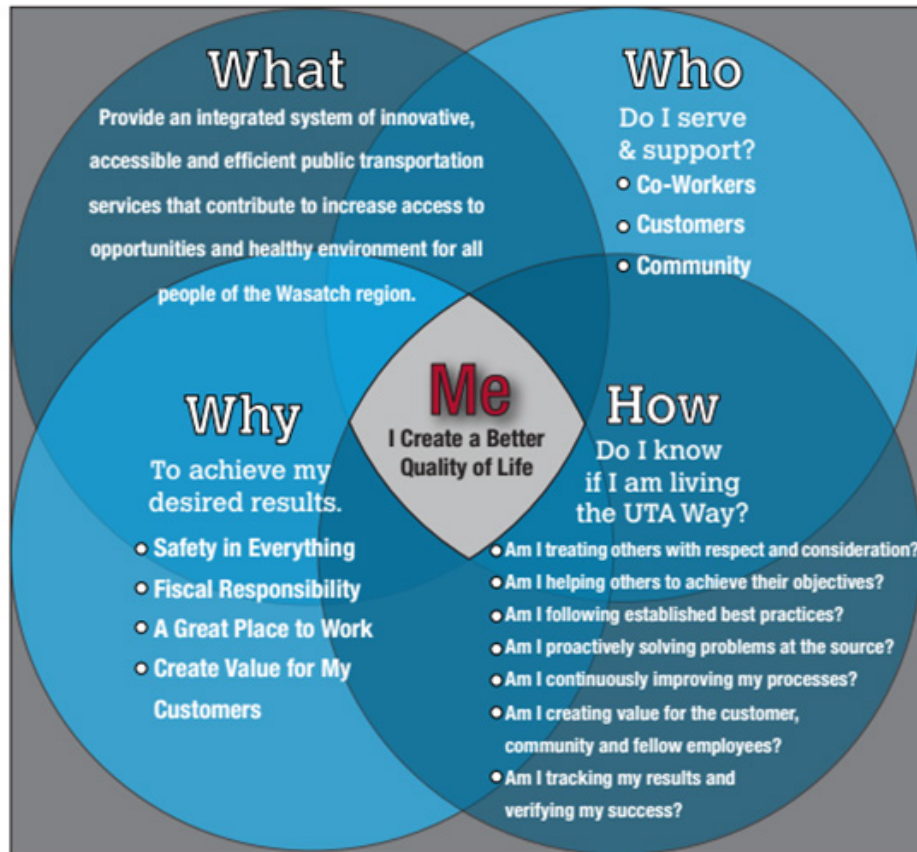 What
Provide an integrated system of innovative,
accessible and efficient public transportation
services that contribute to increase access to
opportunities and healthy environment for all
people of the Wasatch region.
Who
Do I serve
& support?
Co-Workers
Customers
Community
Me
I Create a Better
Quality of Life
Why
To achieve my
desired results.
Safety in Everything
Fiscal Responsibility
A Great Place to Work
Create Value for My
Customers
How
Do I know
if I am living
the UTA Way?
Am I treating others with respect and consideration?
Am I helping others to achieve their objectives?
Am I following established best practices?
Am I proactively solving problems at the source?
Am I continuously improving my processes?
Am I creating value for the customer,
community and fellow employees?
Am I tracking my results and
verifying my success?